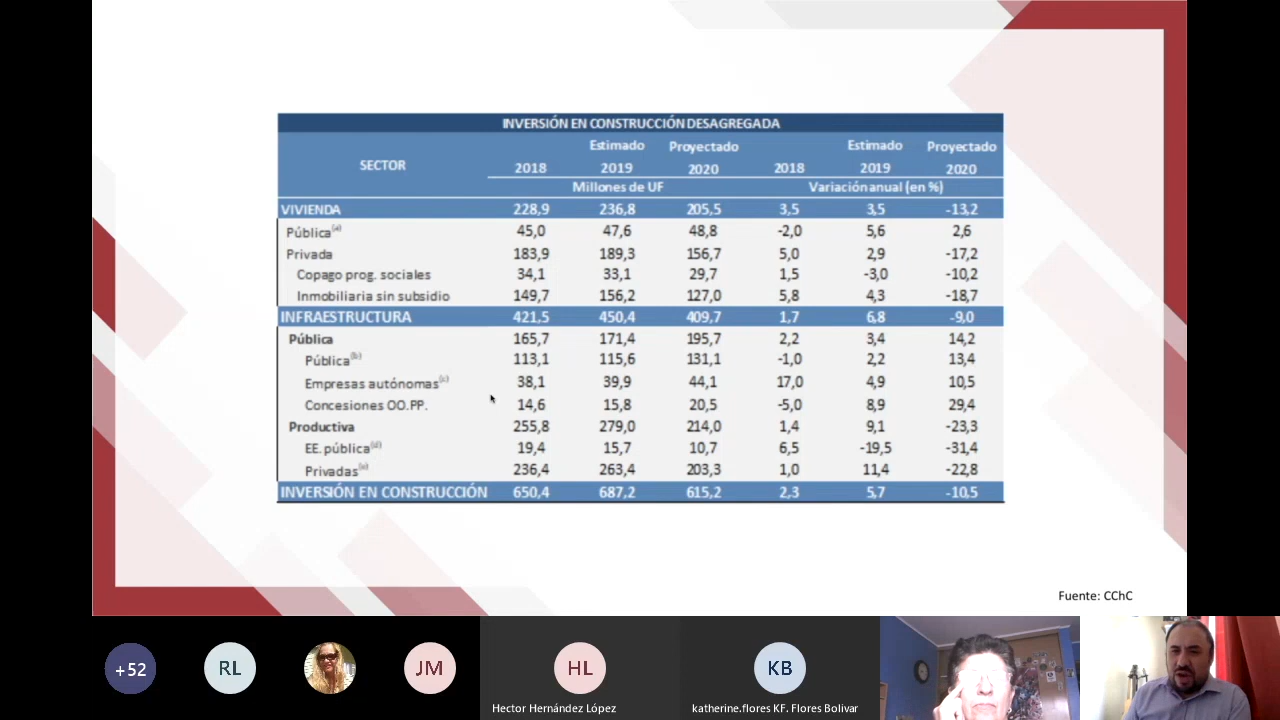 INVERSIÓN EN CONSTRUCCIÓN DESAGREGADA
SECTOR 2018 Estimado 2019 Proyectado 2020 2018 Estimado 2019 Proyectado 2020
Millones de UF Variación anual (en %)
VIVIENDA 228,9 236,8 205,5 3,5 3,5 -13,2
Pública(a) 45,0 47,6 48,8 -2,0 5,6 2,6
Privada 183,9 189,3 156,7 5,0 2,9 -17,2
Copago prog. sociales 34,1 33,1 29,7 1,5 -3,0 -10,2
Inmobiliaria sin subsidio 149,7 156,2 127,0 5,8 4,3 -18,7
INFRAESTRUCTURA 421,5 450,4 409,7 1,7 6,8 -9,0
Pública 165,7 171,4 195,7 2,2 3,4 14,2
Pública(b) 113,1 115,6 131,1 -1,0 2,2 13,4
Empresas autónomas(c) 38,1 39,9 44,1 17,0 4,9 10,5
Concesiones OO.PP. 14,6 15,8 20,5 -5,0 8,9 29,4
Productiva 255,8 279,0 214,0 1,4 9,1 -23,3
EE. pública(d) 19,4 15,7 10,7 6,5 -19,5 -31,4
Privadas(e) 236,4 263,4 203,3 1,0 11,4 -22,8
INVERSIÓN EN CONSTRUCCIÓN 650,4 687,2 615,2 2,3 5,7 -10,5
Fuente: CChC
+52 RL JM HL KB
Hector Hernández López katherine.flores KF. Flores Bolivar